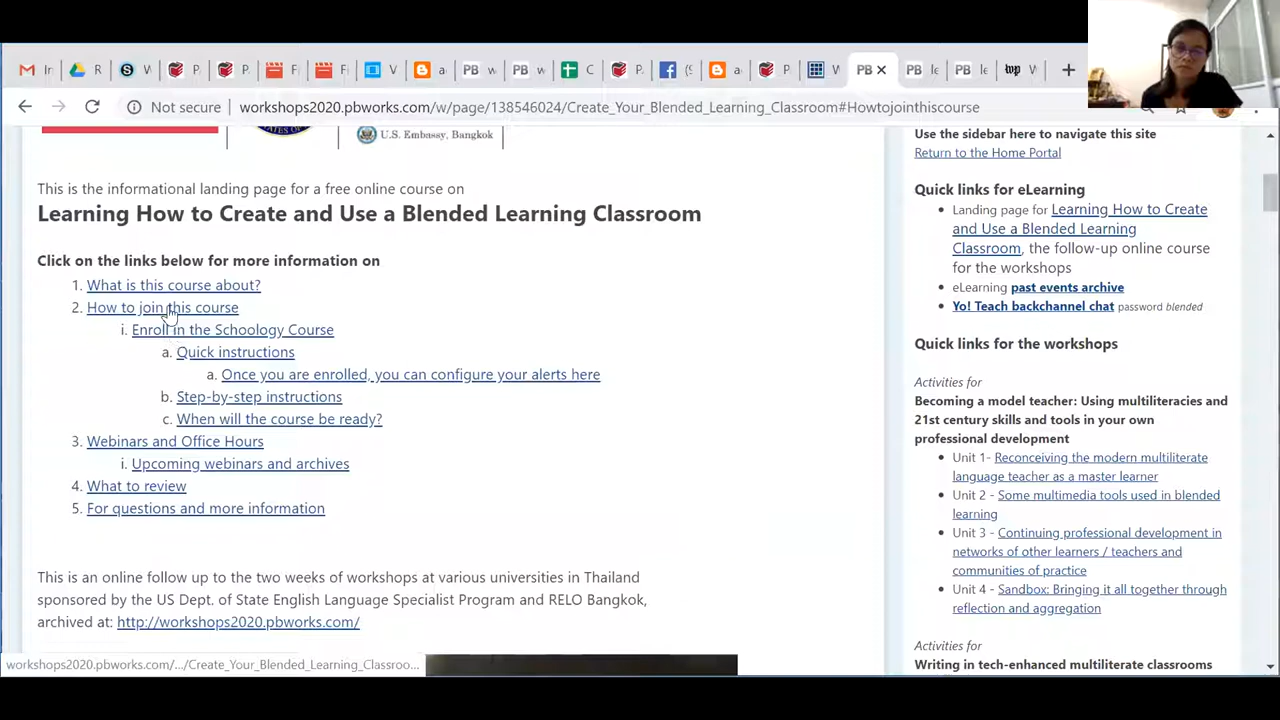 Not secure
workshops2020.pbworks.com/w/page/138546024/Create_Your_Blended_Learning_Classroom#Howtojointhiscourse
U.S. Embassy, Bangkok
This is the informational landing page for a free online course on
Learning How to Create and Use a Blended Learning Classroom
Click on the links below for more information on
1. What is this course about?
2. How to join this course
i. Enroll in the Schoology Course
a. Quick instructions
a. Once you are enrolled, you can configure your alerts here
b. Step-by-step instructions
c. When will the course be ready?
3. Webinars and Office Hours
i. Upcoming webinars and archives
4. What to review
5. For questions and more information
This is an online follow up to the two weeks of workshops at various universities in Thailand
sponsored by the US Dept. of State English Language Specialist Program and RELO Bangkok,
archived at: http://workshops2020.pbworks.com/
workshops2020.pbworks.com/.../Create_Your_Blended_Learning_Classroo...
Use the sidebar here to navigate this site
Return to the Home Portal
Quick links for eLearning
• Landing page for Learning How to Create
and Use a Blended Learning
Classroom, the follow-up online course
for the workshops
• eLearning past events archive
• Yo! Teach backchannel chat password blended
Quick links for the workshops
Activities for
Becoming a model teacher: Using multiliteracies and
21st century skills and tools in your own
professional development
• Unit 1- Reconceiving the modern multiliterate
language teacher as a master learner
• Unit 2 - Some multimedia tools used in blended
learning
• Unit 3 - Continuing professional development in
networks of other learners / teachers and
communities of practice
• Unit 4 - Sandbox: Bringing it all together through
reflection and aggregation
Activities for
Writing in tech-enhanced multiliterate classrooms